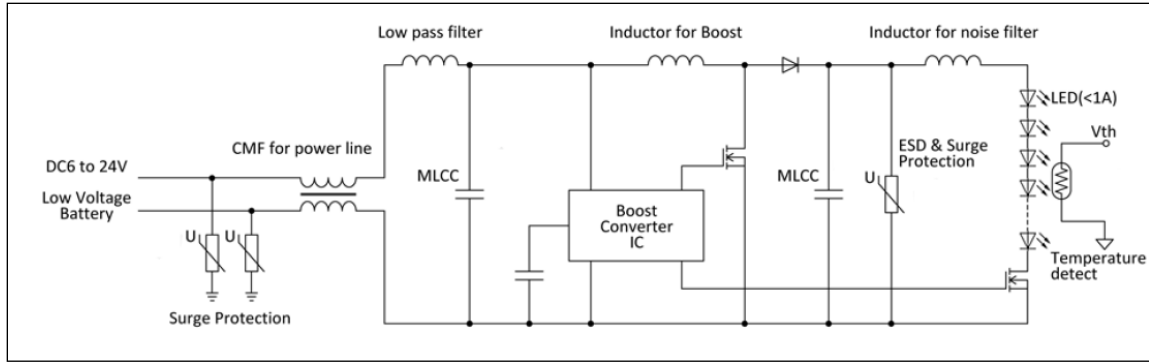 Low pass filter
Inductor for Boost
Inductor for noise filter
LED(<1A)
CMF for power line
Vth
DC6 to 24V
ESD & Surge
Protection
MLCC
MLCC
U
Low Voltage
Battery
Boost
Converter
IC
U
U
Temperature
detect
Surge Protection